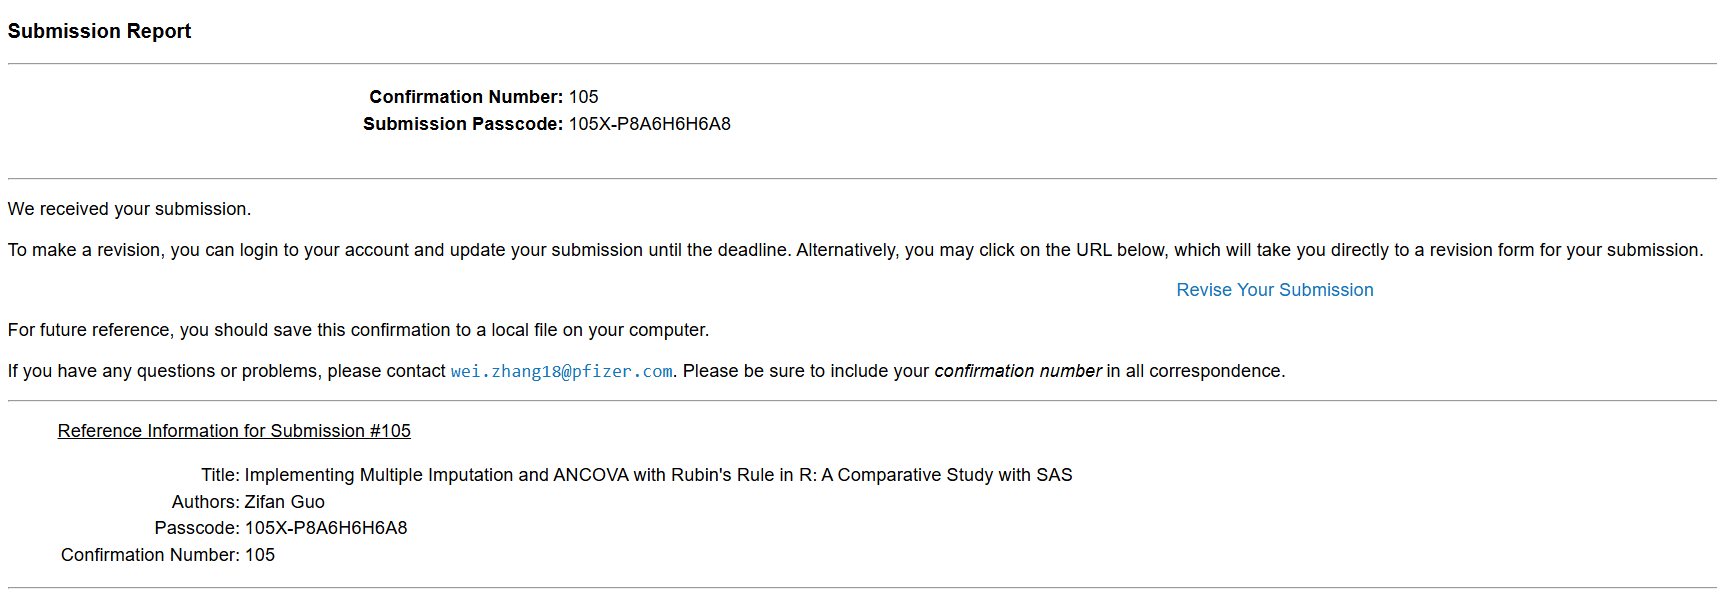 Submission Report
Confirmation Number: 105
Submission Passcode: 105X-P8A6H6H6A8
We received your submission.
To make a revision, you can login to your account and update your submission until the deadline. Alternatively, you may click on the URL below, which will take you directly to a revision form for your submission.
Revise Your Submission
For future reference, you should save this confirmation to a local file on your computer.
If you have any questions or problems, please contact wei.zhang18@pfizer.com. Please be sure to include your confirmation number in all correspondence.
Reference Information for Submission #105
Title: Implementing Multiple Imputation and ANCOVA with Rubin's Rule in R: A Comparative Study with SAS
Authors: Zifan Guo
Passcode: 105X-P8A6H6H6A8
Confirmation Number: 105